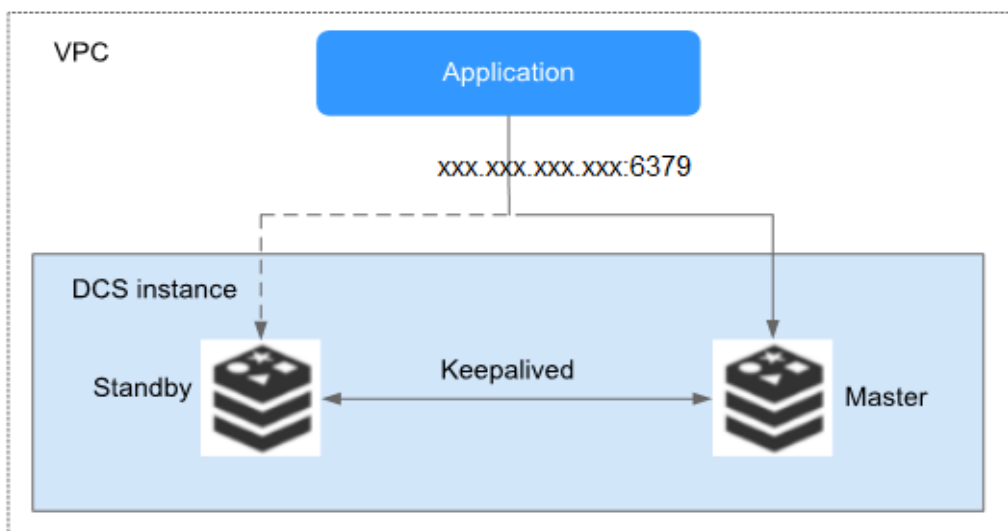 VPC
Application
xxx.xxx.xxx.xxx:6379
DCS instance
Keepalived
Standby
Master